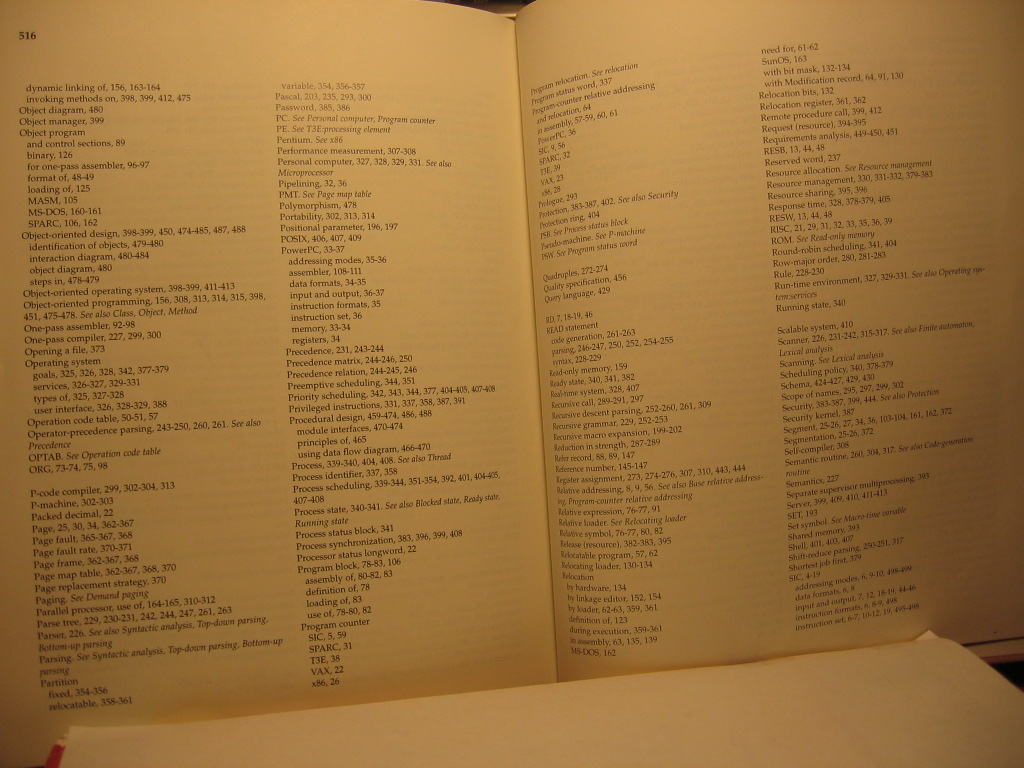 516
dynamic linking of, 156, 163-164
invoking methods on, 398, 399, 412, 475
Object diagram, 480
Object manager, 399
Object program
and control sections, 89
binary, 126
for one-pass assembler, 96-97
format of, 48-49
loading of, 125
MASM, 105
MS-DOS, 160-161
SPARC, 106, 162
Object-oriented design, 398-399, 450, 474-485, 487, 488
identification of objects, 479-480
interaction diagram, 480-484
object diagram, 480
steps in, 478-479
Object-oriented operating system, 398-399, 411-413
Object-oriented programming, 156, 308, 313, 314, 315, 398,
451, 475-478. See also Class, Object, Method
One-pass assembler, 92-98
One-pass compiler, 227, 299, 300
Opening a file, 373
Operating system
goals, 325, 326, 328, 342, 377-379
services, 326-327, 329-331
types of, 325, 327-328
user interface, 326, 328-329, 388
Operation code table, 50-51, 57
Operator-precedence parsing, 243-250, 260, 261. See also
Precedence
OPTAB. See Operation code table
ORG, 73-74, 75, 98
P-code compiler, 299, 302-304, 313
P-machine, 302-303
Packed decimal, 22
Page, 25, 30, 34, 362-367
Page fault, 365-367, 368
Page fault rate, 370-371
Page frame, 362-367, 368
Page map table, 362-367, 368, 370
Page replacement strategy, 370
Paging. See Demand paging
Parallel processor, use of, 164-165, 310-312
Parse tree, 229, 230-231, 242, 244, 247, 261, 263
Parser, 226. See also Syntactic analysis, Top-down parsing,
Bottom-up parsing
Parsing. See Syntactic analysis, Top-down parsing, Bottom-up
parsing
Partition
fixed, 354-356
relocatable, 358-361
variable, 354, 356-357
Pascal, 203, 235, 293, 300
Password, 385, 386
PC. See Personal computer, Program counter
PE. See T3E:processing element
Pentium. See x86
Performance measurement, 307-308
Personal computer, 327, 328, 329, 331. See also
Microprocessor
Pipelining, 32, 36
PMT. See Page map table
Polymorphism, 478
Portability, 302, 313, 314
Positional parameter, 196, 197
POSIX, 406, 407, 409
PowerPC, 33-37
addressing modes, 35-36
assembler, 108-111
data formats, 34-35
input and output, 36-37
instruction formats, 35
instruction set, 36
memory, 33-34
registers, 34
Precedence, 231, 243-244
Precedence matrix, 244-246, 250
Precedence relation, 244-245, 246
Preemptive scheduling, 344, 351
Priority scheduling, 342, 343, 344, 377, 404-405, 407-408
Privileged instructions, 331, 337, 358, 387, 391
Procedural design, 459-474, 486, 488
module interfaces, 470-474
principles of, 465
using data flow diagram, 466-470
Process, 339-340, 404, 408. See also Thread
Process identifier, 337, 358
Process scheduling, 339-344, 351-354, 392, 401, 404-405,
407-408
Process state, 340-341. See also Blocked state, Ready state,
Running state
Process status block, 341
Process synchronization, 383, 396, 399, 408
Processor status longword, 22
Program block, 78-83, 106
assembly of, 80-82, 83
definition of, 78
loading of, 83
use of, 78-80, 82
Program counter
SIC, 5, 59
SPARC, 31
T3E, 38
VAX, 22
x86, 26
Program relocation. See relocation
Program status word, 337
Program-counter relative addressing
and relocation, 64
in assembly, 57-59, 60, 61
PowerPC, 36
SIC, 9, 56
SPARC, 32
T3E, 39
VAX, 23
x86, 28
Prologue, 293
Protection, 383-387, 402. See also Security
Protection ring, 404
PSB. See Process status block
Pseudo-machine. See P-machine
PSW. See Program status word
Quadruples, 272-274
Quality specification, 456
Query language, 429
RD, 7, 18-19, 46
READ statement
code generation, 261-263
parsing, 246-247, 250, 252, 254-255
syntax, 228-229
Read-only memory, 159
Ready state, 340, 341, 382
Real-time system, 328, 407
Recursive call, 289-291, 297
Recursive descent parsing, 252-260, 261, 309
Recursive grammar, 229, 252-253
Recursive macro expansion, 199-202
Reduction in strength, 287-289
Refer record, 88, 89, 147
Reference number, 145-147
Register assignment, 273, 274-276, 307, 310, 443, 444
Relative addressing, 8, 9, 56. See also Base relative address-
ing, Program-counter relative addressing
Relative expression, 76-77, 91
Relative loader. See Relocating loader
Relative symbol, 76-77, 80, 82
Release (resource), 382-383, 395
Relocatable program, 57, 62
Relocating loader, 130-134
Relocation
by hardware, 134
by linkage editor, 152, 154
by loader, 62-63, 359, 361
definition of, 123
during execution, 359-361
in assembly, 63, 135, 139
MS-DOS, 162
need for, 61-62
SunOS, 163
with bit mask, 132-134
with Modification record, 64, 91, 130
Relocation bits, 132
Relocation register, 361, 362
Remote procedure call, 399, 412
Request (resource), 394-395
Requirements analysis, 449-450, 451
RESB, 13, 44, 48
Reserved word, 237
Resource allocation. See Resource management
Resource management, 330, 331-332, 379-383
Resource sharing, 395, 396
Response time, 328, 378-379, 405
RESW, 13, 44, 48
RISC, 21, 29, 31, 32, 33, 35, 36, 39
ROM. See Read-only memory
Round-robin scheduling, 341, 404
Row-major order, 280, 281-283
Rule, 228-230
Run-time environment, 327, 329-331. See also Operating sys-
tem:services
Running state, 340
Scalable system, 410
Scanner, 226, 231-242, 315-317. See also Finite automaton,
Lexical analysis
Scanning. See Lexical analysis
Scheduling policy, 340, 378-379
Schema, 424-427, 429, 430
Scope of names, 295, 297, 299, 302
Security, 383-387, 399, 444. See also Protection
Security kernel, 387
Segment, 25-26, 27, 34, 36, 103-104, 161, 162, 372
Segmentation, 25-26, 372
Self-compiler, 308
Semantic routine, 260, 304, 317. See also Code-generation
routine
Semantics, 227
Separate supervisor multiprocessing, 393
Server, 399, 409, 410, 411-413
SET, 193
Set symbol. See Macro-time variable
Shared memory, 393
Shell, 401, 403, 407
Shift-reduce parsing, 250-251, 317
Shortest job first, 379
SIC, 4-19
addressing modes, 6, 9-10, 498-499
data formats, 6, 8
input and output, 7, 12, 18-19, 44-46
instruction formats, 6, 8-9, 498
instruction set, 6-7, 10-12, 19, 495-498